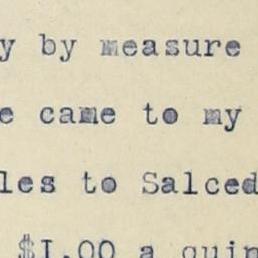 y by measure
e came to my
les to Salced
$1.00 a quin